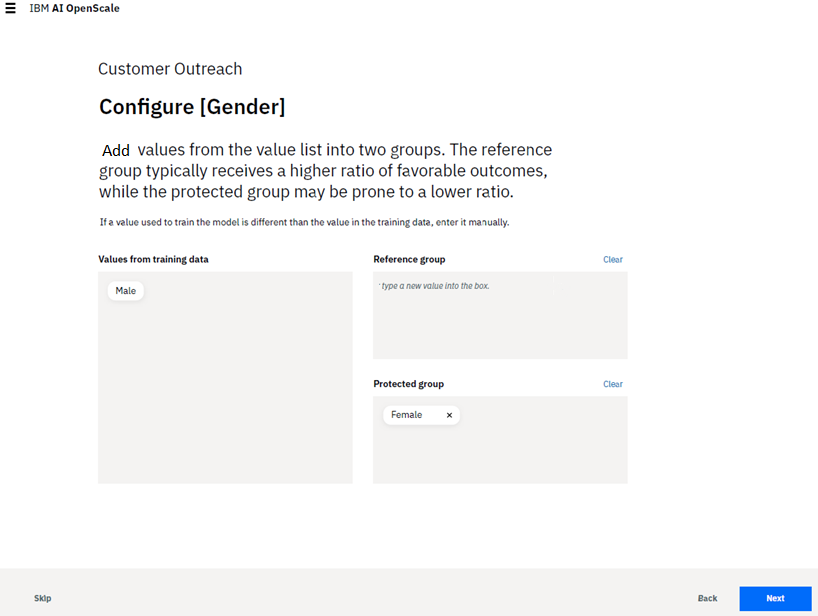 IBM AI OpenScale
Customer Outreach
Configure [Gender]
Add values from the value list into two groups. The reference
group typically receives a higher ratio of favorable outcomes,
while the protected group may be prone to a lower ratio.
If a value used to train the model is different than the value in the training data, enter it manually.
Values from training data
Male
Reference group Clear
type a new value into the box.
Protected group Clear
Female ×
Skip Back Next